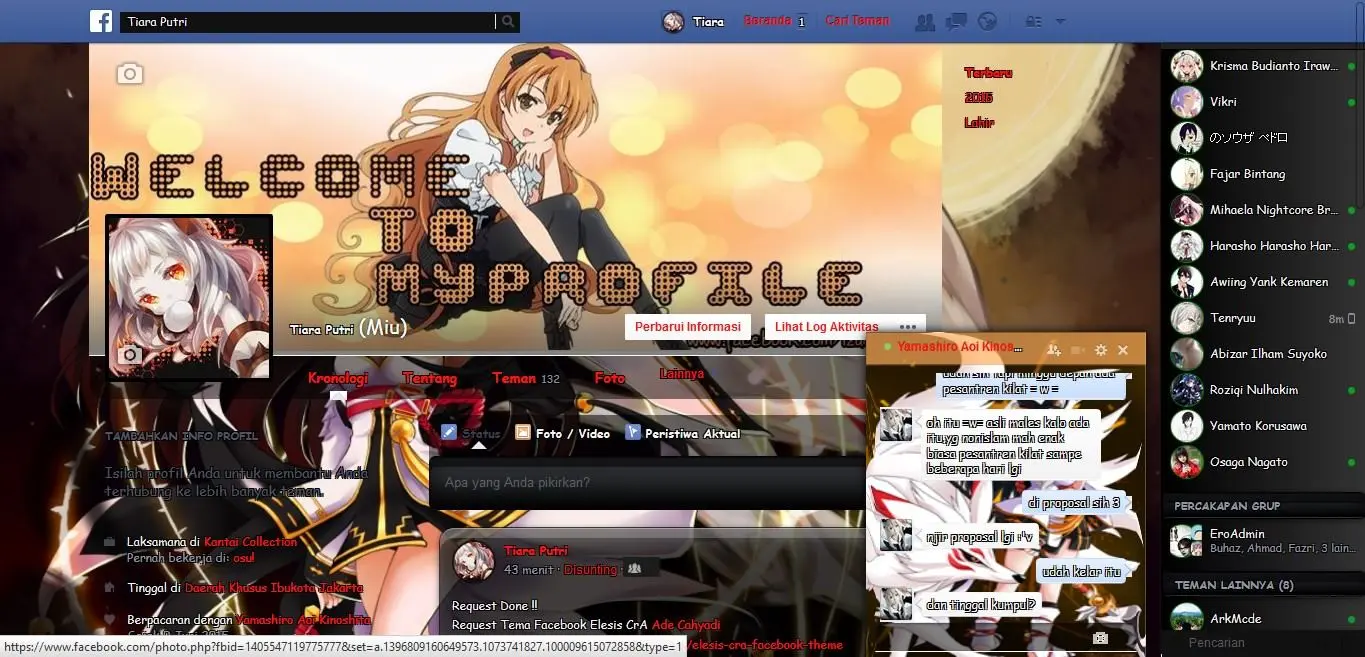 Tiara Putri
Tiara
Beranda 1
Cari Teman
WELCOME
TO
MY PROFILE
Tiara Putri (Miu)
Perbarui Informasi
Lihat Log Aktivitas
Terbaru
2015
Lahir
Kronologi
Tentang
Teman 132
Foto
Lainnya
TAMBAHKAN INFO PROFIL
Isilah profil Anda untuk membantu Anda
terhubung ke lebih banyak teman.
Laksamana di Kantai Collection
Pernah bekerja di: osu!
Tinggal di Daerah Khusus Ibukota Jakarta
Berpacaran dengan Yamashiro Aoi Kinoshita
Status
Foto / Video
Peristiwa Aktual
Apa yang Anda pikirkan?
Tiara Putri
43 menit · Disunting ·
Request Done !!
Request Tema Facebook Elesis CrA Ade Cahyadi
/elesis-cra-facebook-theme
https://www.facebook.com/photo.php?fbid=1405547119775777&set=a.1396809160649573.1073741827.100009615072858&type=1
Yamashiro Aoi Kinos...
udah sih tapi minggu depan ada
pesantren kilat = w =
oh itu =w= asli males kalo ada
itu,yg nonislam mah enak
biasa pesantren kilat sampe
beberapa hari lgi
di proposal sih 3
njir proposal lgi :'v
udah kelar itu
dan tinggal kumpul?
Krisma Budianto Iraw...
Vikri
のソウザ ペドロ
Fajar Bintang
Mihaela Nightcore Br...
Harasho Harasho Har...
Awiing Yank Kemaren
Tenryuu 8m
Abizar Ilham Suyoko
Roziqi Nulhakim
Yamato Korusawa
Osaga Nagato
PERCAKAPAN GRUP
EroAdmin
Buhaz, Ahmad, Fazri, 3 lain...
TEMAN LAINNYA (8)
ArkMcde
Pencarian